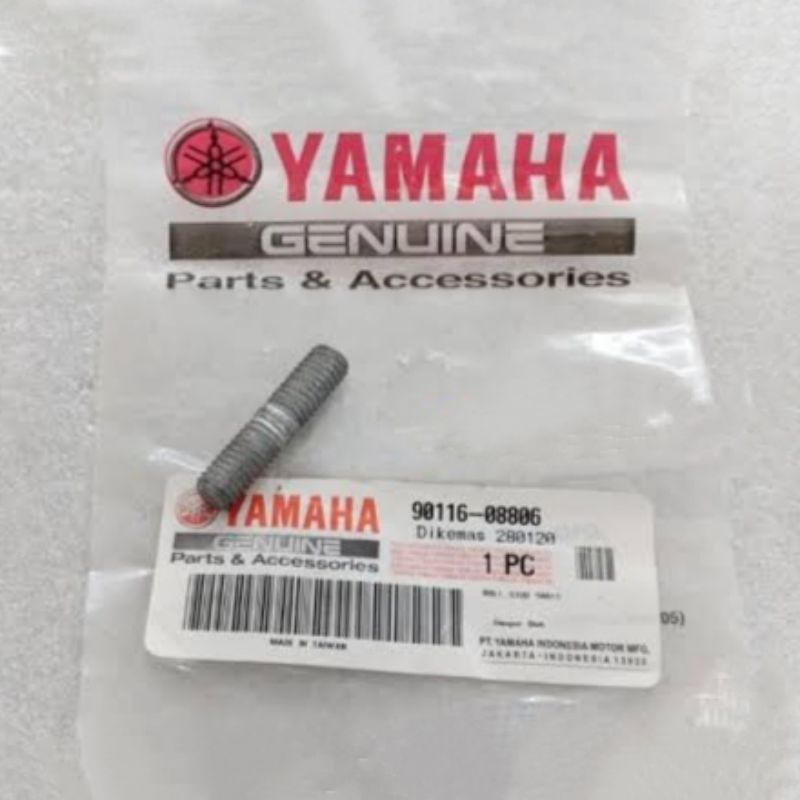 YAMAHA
GENUINE
Parts & Accessories
YAMAHA
GENUINE
Parts & Accessories
MADE IN TAIWAN
90116-08806
Dikemas 280120
1 PC
PT. YAMAHA INDONESIA MOTOR MFG.
JAKARTA-INDONESIA
05)